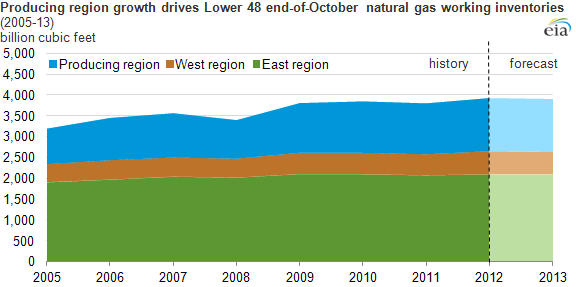 Producing region growth drives Lower 48 end-of-October natural gas working inventories
(2005-13)
billion cubic feet
eia
5,000
4,500
4,000
3,500
3,000
2,500
2,000
1,500
1,000
500
0
Producing region West region East region
history forecast
2005 2006 2007 2008 2009 2010 2011 2012 2013